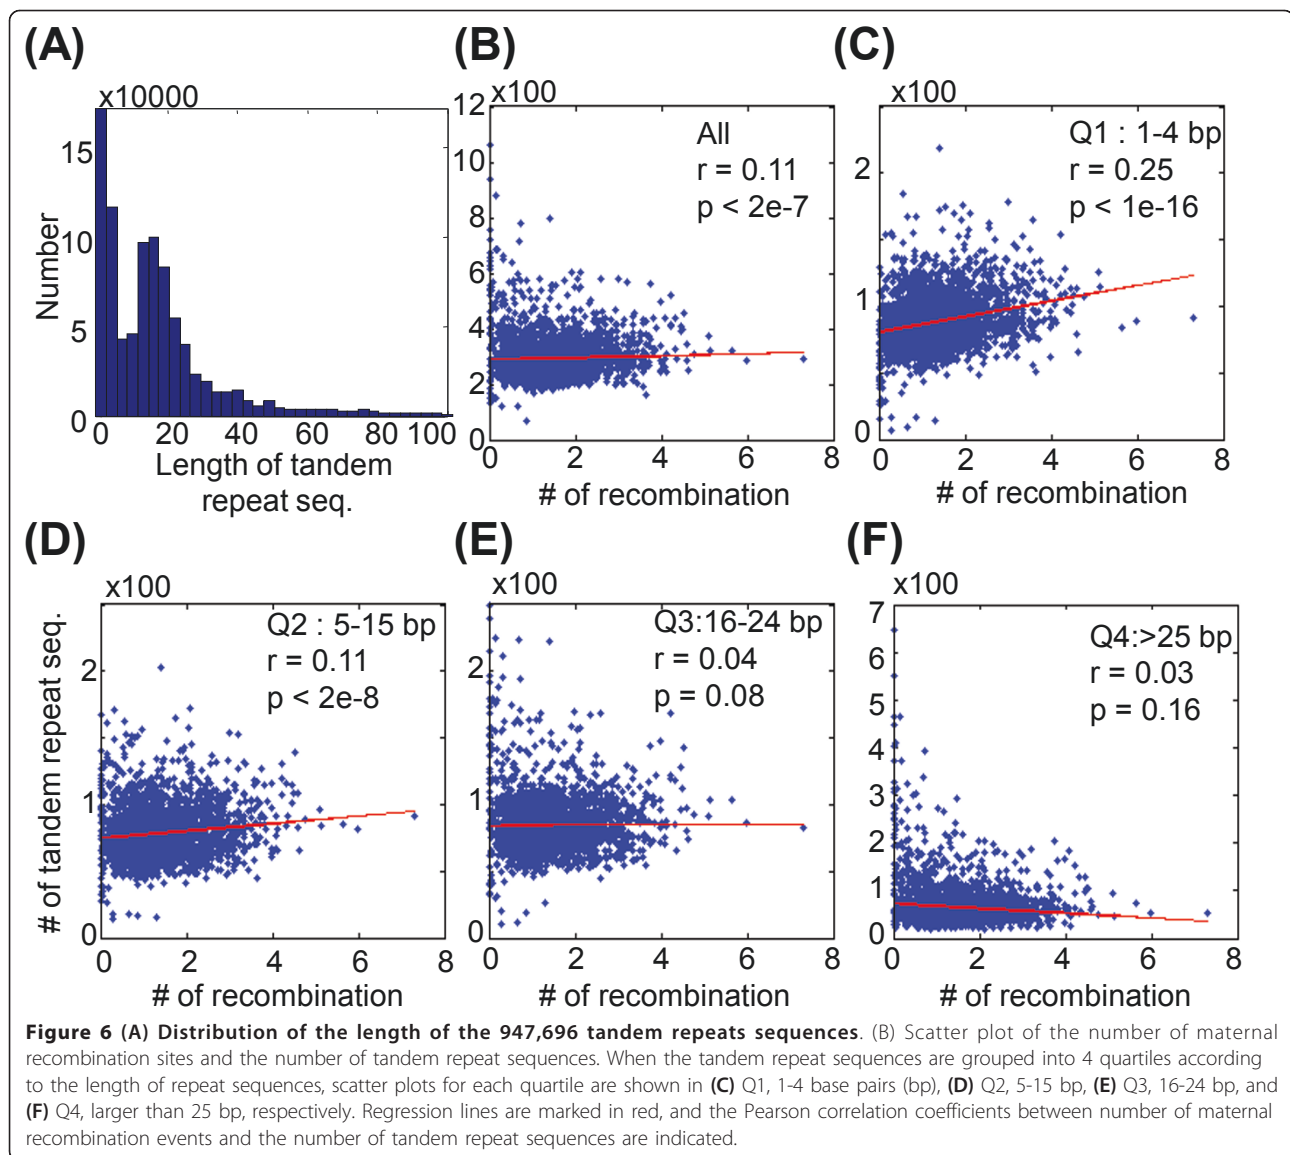 (A)
x10000
15
10
5
0
Number
0 20 40 60 80 100
Length of tandem
repeat seq.
(B)
x100
12
10
8
6
4
2
0
All
r = 0.11
p < 2e-7
0 2 4 6 8
# of recombination
(C)
x100
2
1
0
Q1 : 1-4 bp
r = 0.25
p < 1e-16
0 2 4 6 8
# of recombination
(D)
x100
# of tandem repeat seq.
2
1
0
Q2 : 5-15 bp
r = 0.11
p < 2e-8
0 2 4 6 8
# of recombination
(E)
x100
2
1
0
Q3:16-24 bp
r = 0.04
p = 0.08
0 2 4 6 8
# of recombination
(F)
x100
7
6
5
4
3
2
1
0
Q4:>25 bp
r = 0.03
p = 0.16
0 2 4 6 8
# of recombination
Figure 6 (A) Distribution of the length of the 947,696 tandem repeats sequences. (B) Scatter plot of the number of maternal
recombination sites and the number of tandem repeat sequences. When the tandem repeat sequences are grouped into 4 quartiles according
to the length of repeat sequences, scatter plots for each quartile are shown in (C) Q1, 1-4 base pairs (bp), (D) Q2, 5-15 bp, (E) Q3, 16-24 bp, and
(F) Q4, larger than 25 bp, respectively. Regression lines are marked in red, and the Pearson correlation coefficients between number of maternal
recombination events and the number of tandem repeat sequences are indicated.